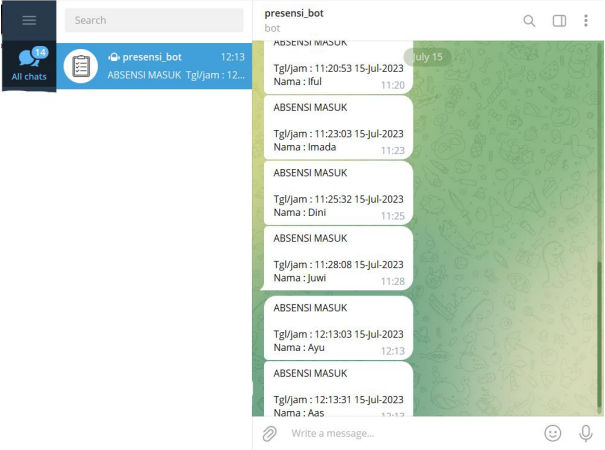 Search
14
All chats
presensi_bot 12:13
ABSENSI MASUK Tgl/jam : 12...
presensi_bot
bot
July 15
ABSENSI MASUK
Tgl/jam : 11:20:53 15-Jul-2023
Nama : Iful
11:20
ABSENSI MASUK
Tgl/jam : 11:23:03 15-Jul-2023
Nama : Imada
11:23
ABSENSI MASUK
Tgl/jam : 11:25:32 15-Jul-2023
Nama : Dini
11:25
ABSENSI MASUK
Tgl/jam : 11:28:08 15-Jul-2023
Nama : Juwi
11:28
ABSENSI MASUK
Tgl/jam : 12:13:03 15-Jul-2023
Nama : Ayu
12:13
ABSENSI MASUK
Tgl/jam : 12:13:31 15-Jul-2023
Nama : Aas
12:13
Write a message...